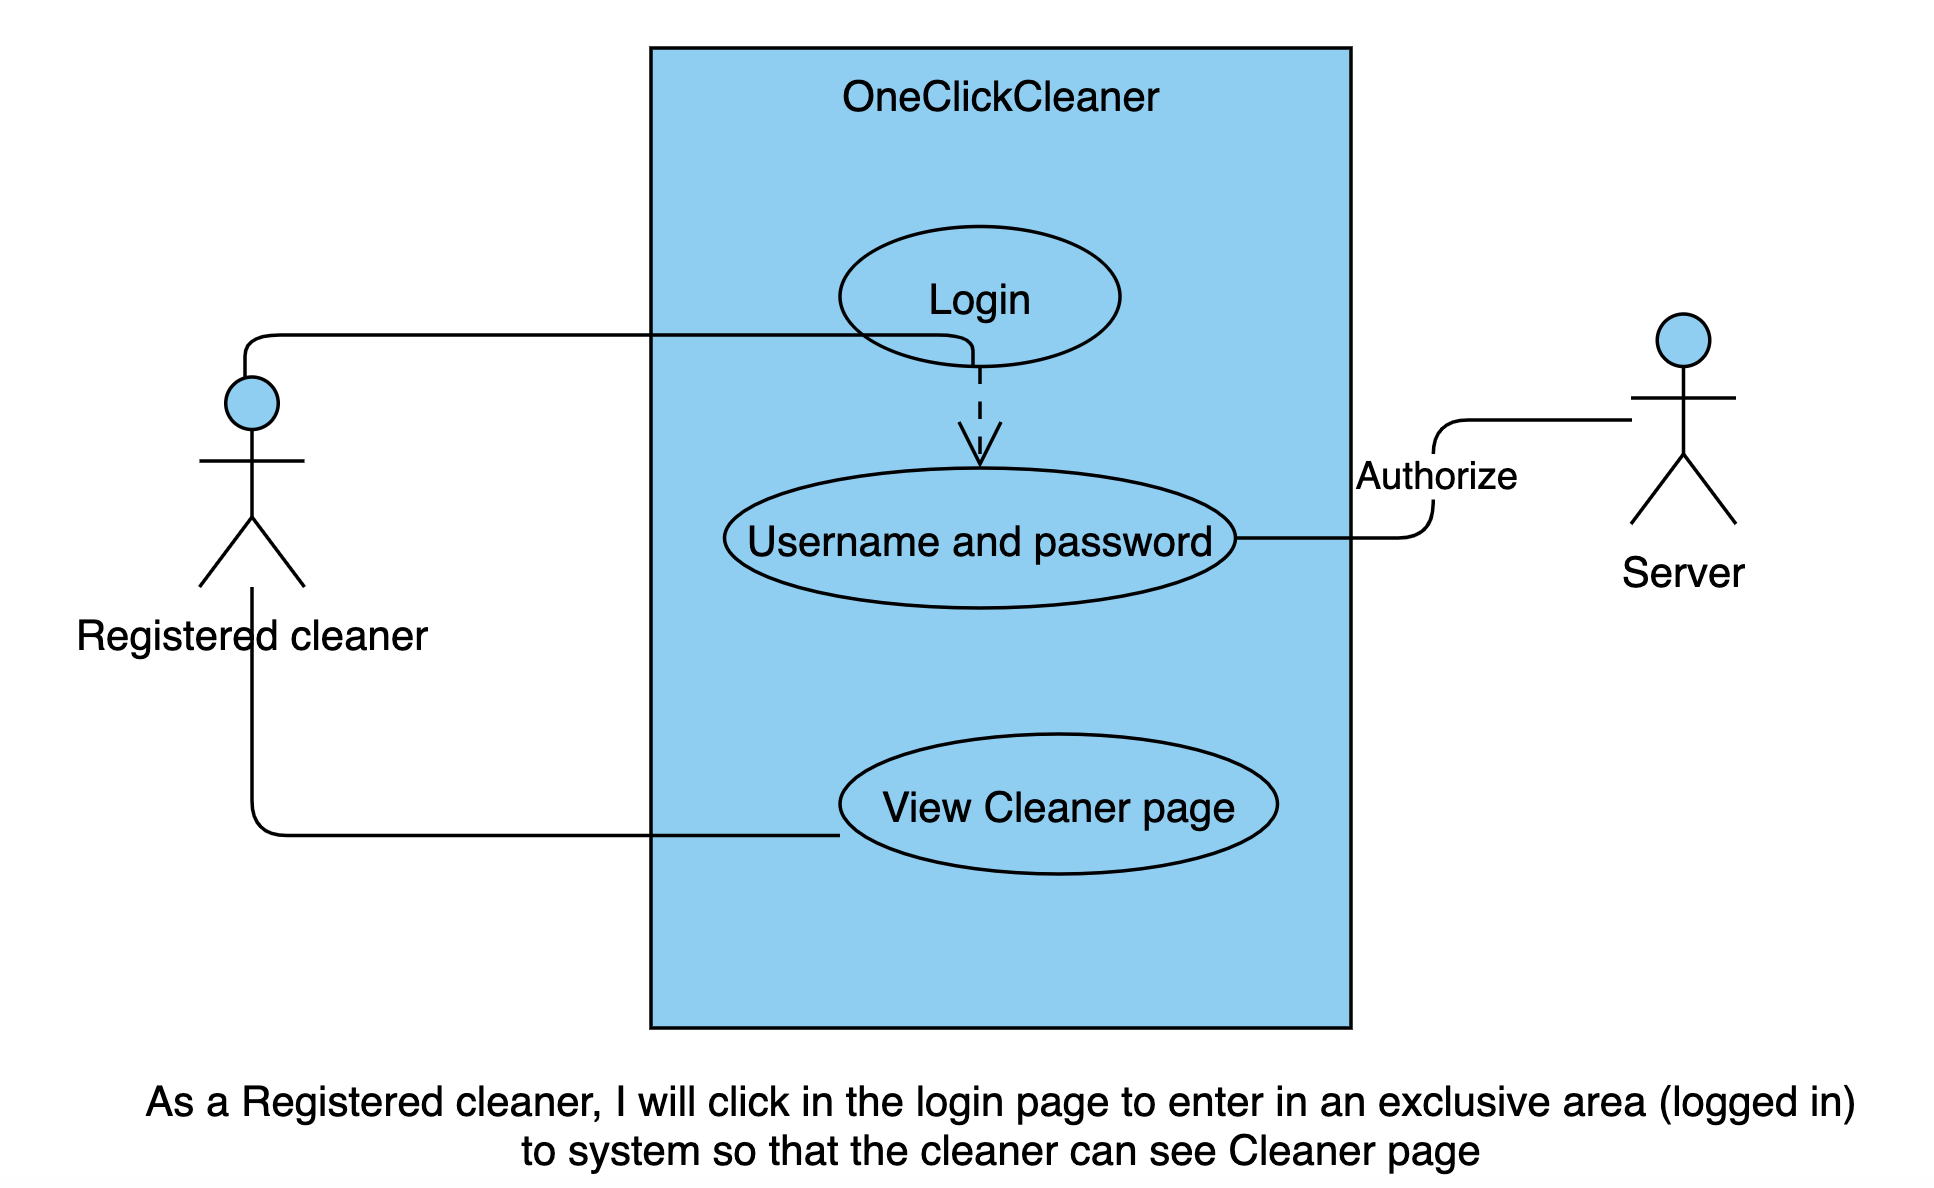 OneClickCleaner
Login
Authorize
Username and password
Server
Registered cleaner
View Cleaner page
As a Registered cleaner, I will click in the login page to enter in an exclusive area (logged in)
to system so that the cleaner can see Cleaner page